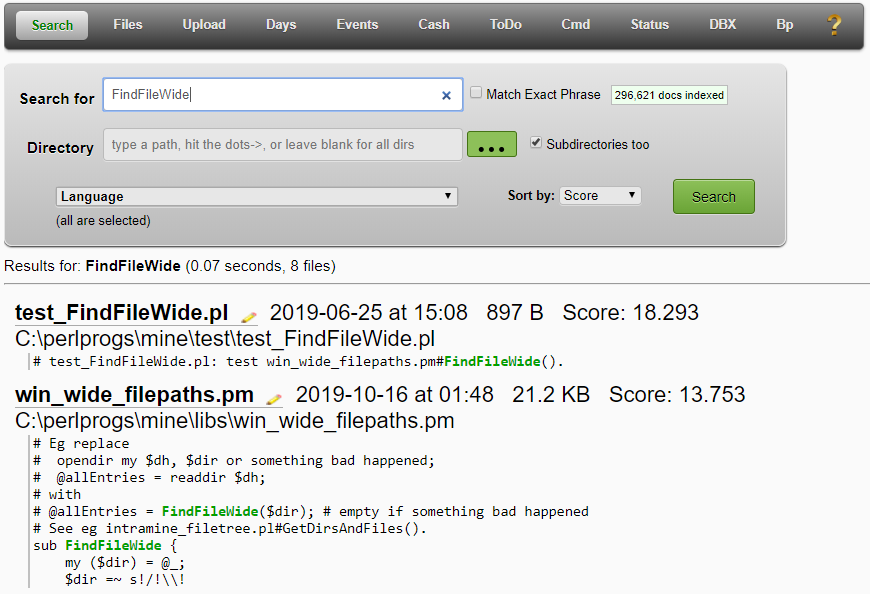 Search Files Upload Days Events Cash ToDo Cmd Status DBX Bp ?
Search for FindFileWide × Match Exact Phrase 296,621 docs indexed
Directory type a path, hit the dots->, or leave blank for all dirs ... Subdirectories too
Language Sort by: Score Search
(all are selected)
Results for: FindFileWide (0.07 seconds, 8 files)
test_FindFileWide.pl 2019-06-25 at 15:08 897 B Score: 18.293
C:\perlprogs\mine\test\test_FindFileWide.pl
# test_FindFileWide.pl: test win_wide_filepaths.pm#FindFileWide().
win_wide_filepaths.pm 2019-10-16 at 01:48 21.2 KB Score: 13.753
C:\perlprogs\mine\libs\win_wide_filepaths.pm
# Eg replace
#  opendir my $dh, $dir or something bad happened;
#  @allEntries = readdir $dh;
# with
# @allEntries = FindFileWide($dir); # empty if something bad happened
# See eg intramine_filetree.pl#GetDirsAndFiles().
sub FindFileWide {
    my ($dir) = @_;
    $dir =~ s!/!\\!